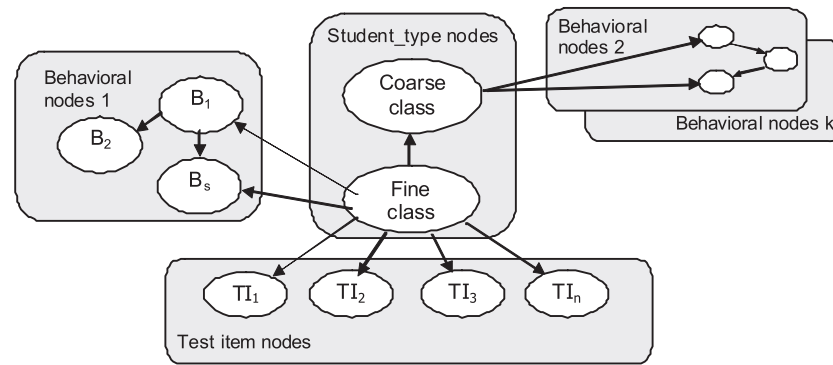 Student_type nodes
Behavioral
nodes 2
Behavioral nodes k
Behavioral
nodes 1
B1
B2
Bs
Coarse
class
Fine
class
TI1
TI2
TI3
TIn
Test item nodes